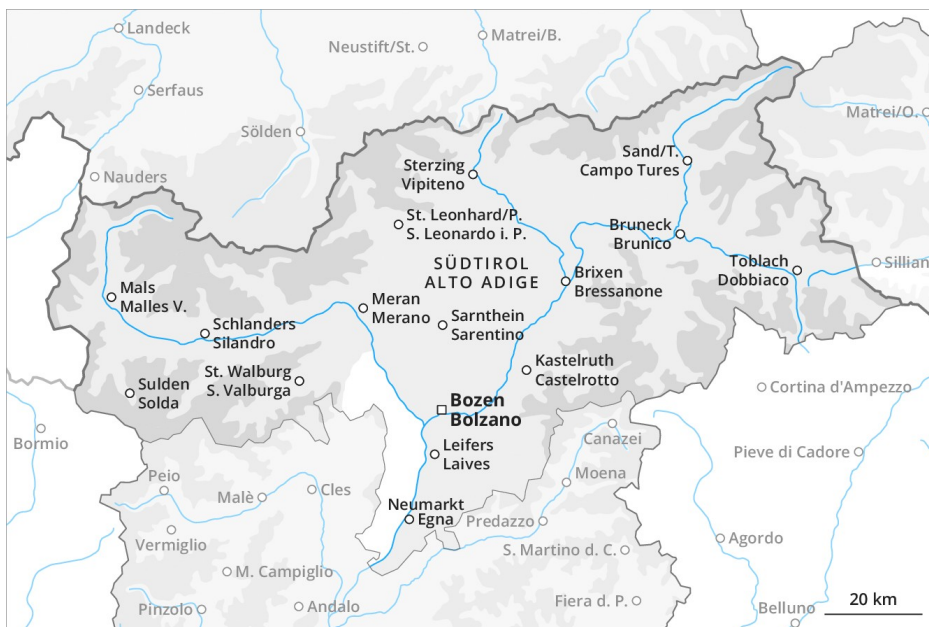 Landeck
Neustift/St.
Matrei/B.
Serfaus
Matrei/O.
Sölden
Nauders
Sterzing
Vipiteno
Sand/T.
Campo Tures
St. Leonhard/P.
S. Leonardo i. P.
Bruneck
Brunico
SÜDTIROL
ALTO ADIGE
Toblach
Dobbiaco
Sillian
Brixen
Bressanone
Mals
Malles V.
Meran
Merano
Schlanders
Silandro
Sarnthein
Sarentino
St. Walburg
S. Valburga
Kastelruth
Castelrotto
Sulden
Solda
Cortina d'Ampezzo
Bozen
Bolzano
Bormio
Canazei
Leifers
Laives
Pieve di Cadore
Peio
Moena
Malè
Cles
Neumarkt
Egna
Predazzo
Vermiglio
Agordo
S. Martino d. C.
M. Campiglio
Pinzolo
Andalo
Fiera d. P.
Belluno
20 km